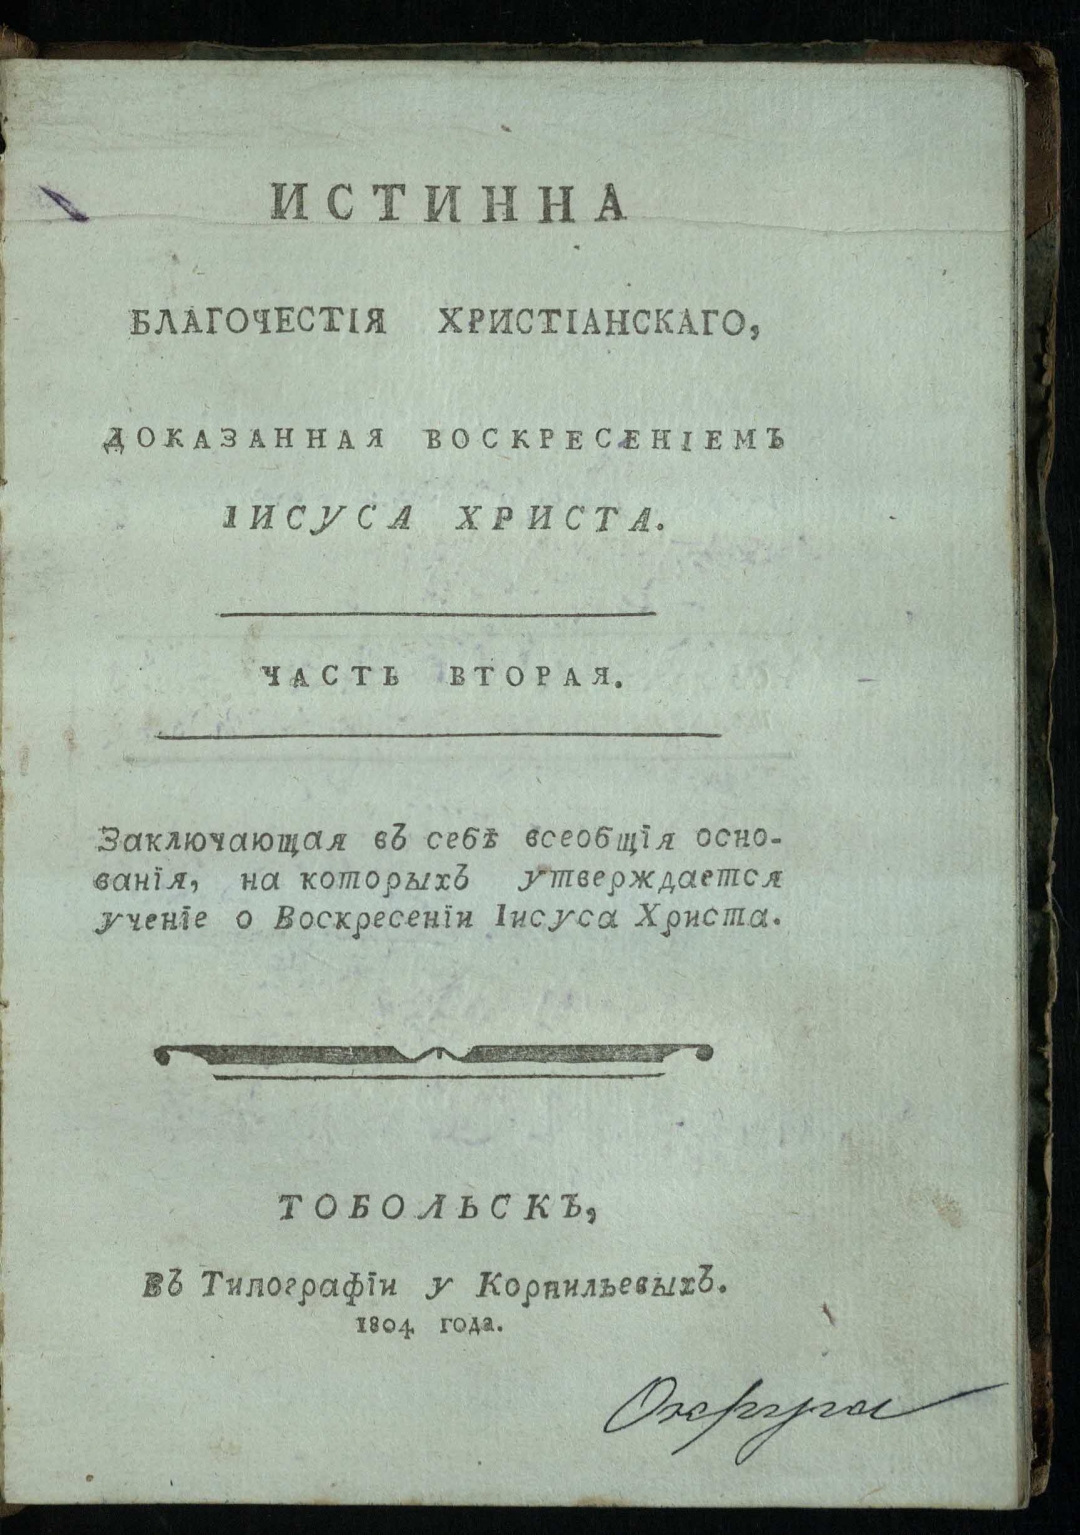 ИСТИННА
БЛАГОЧЕСТІЯ ХРИСТІАНСКАГО,
ДОКАЗАННАЯ ВОСКРЕСЕНІЕМЪ
ІИСУСА ХРИСТА.
ЧАСТЬ ВТОРАЯ.
Заключающая въ себѣ всеобщія осно-
ванія, на которыхъ утверждается
ученіе о Воскресеніи Іисуса Христа.
ТОБОЛЬСКЪ,
Въ Типографіи у Корнильевыхъ.
1804 года.